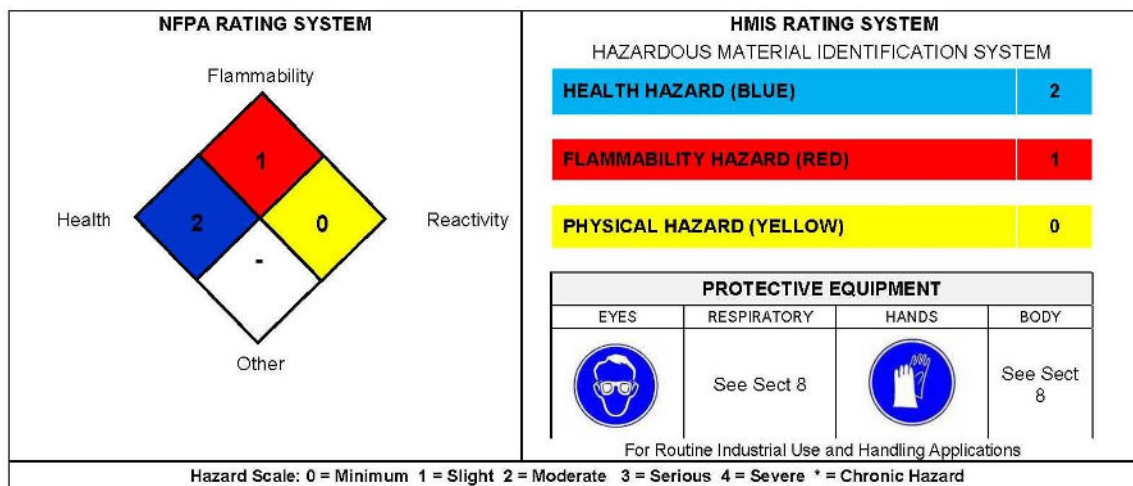 NFPA RATING SYSTEM
Flammability
1
Health
2
0
Reactivity
-
Other
HMIS RATING SYSTEM
HAZARDOUS MATERIAL IDENTIFICATION SYSTEM
HEALTH HAZARD (BLUE) 2
FLAMMABILITY HAZARD (RED) 1
PHYSICAL HAZARD (YELLOW) 0
PROTECTIVE EQUIPMENT
EYES RESPIRATORY HANDS BODY
See Sect 8
See Sect
8
For Routine Industrial Use and Handling Applications
Hazard Scale: 0 = Minimum 1 = Slight 2 = Moderate 3 = Serious 4 = Severe * = Chronic Hazard